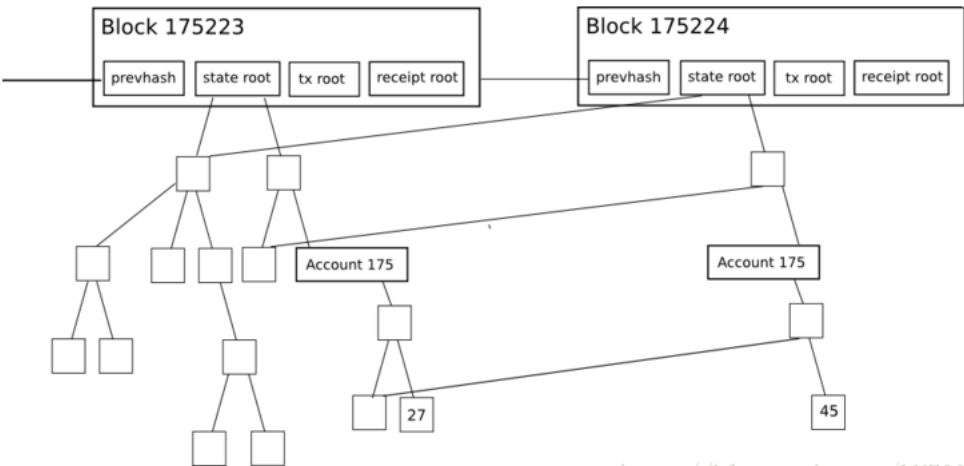 Block 175223
prevhash
state root
tx root
receipt root
Block 175224
prevhash
state root
tx root
receipt root
Account 175
27
Account 175
45